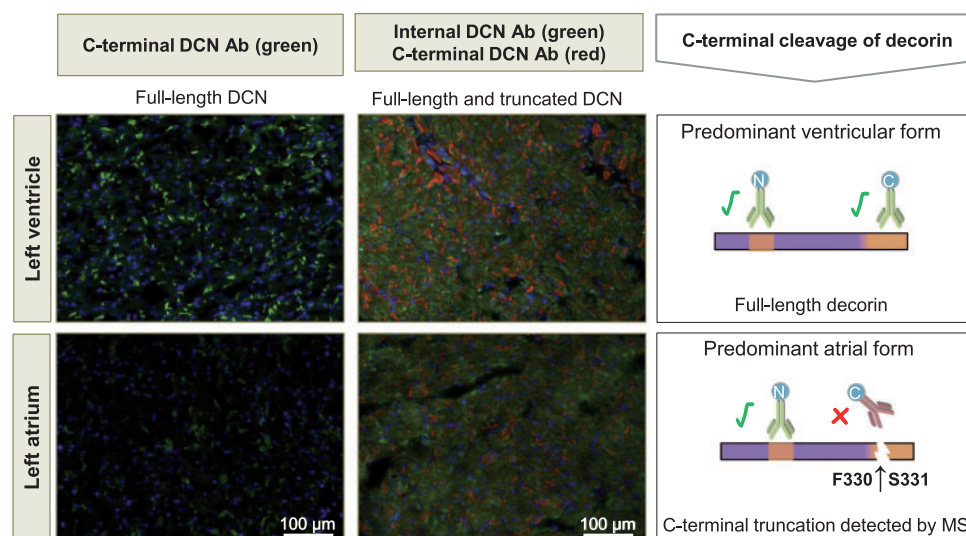 C-terminal DCN Ab (green)
Internal DCN Ab (green)
C-terminal DCN Ab (red)
C-terminal cleavage of decorin
Full-length DCN
Full and truncated DCN
Left ventricle
Predominant ventricular form
N
C
√
√
Full-length decorin
Left atrium
100 µm
100 µm
Predominant atrial form
N
C
√
F330
S331
C-terminal truncation detected by MS